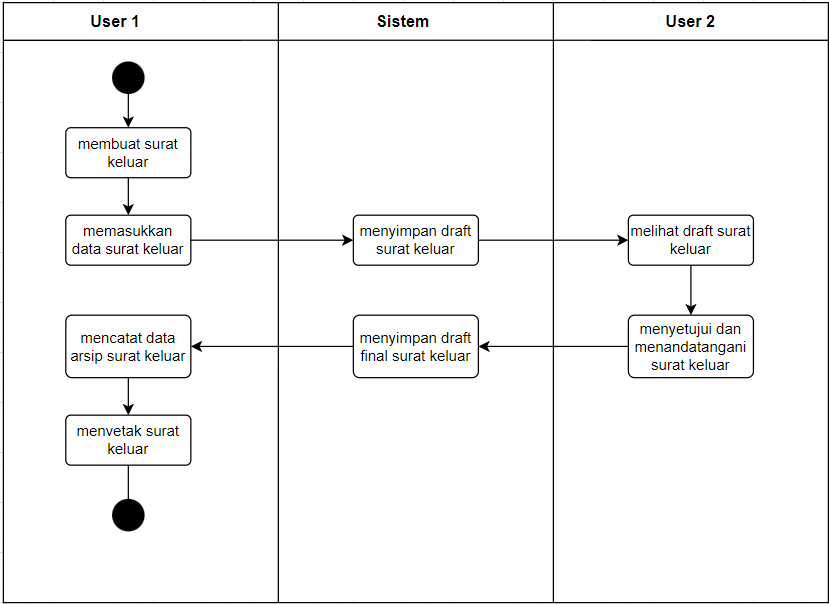 User 1
Sistem
User 2
membuat surat
keluar
memasukkan
data surat keluar
menyimpan draft
surat keluar
melihat draft surat
keluar
menyetujui dan
menandatangani
surat keluar
menyimpan draft
final surat keluar
mencatat data
arsip surat keluar
menvetak surat
keluar